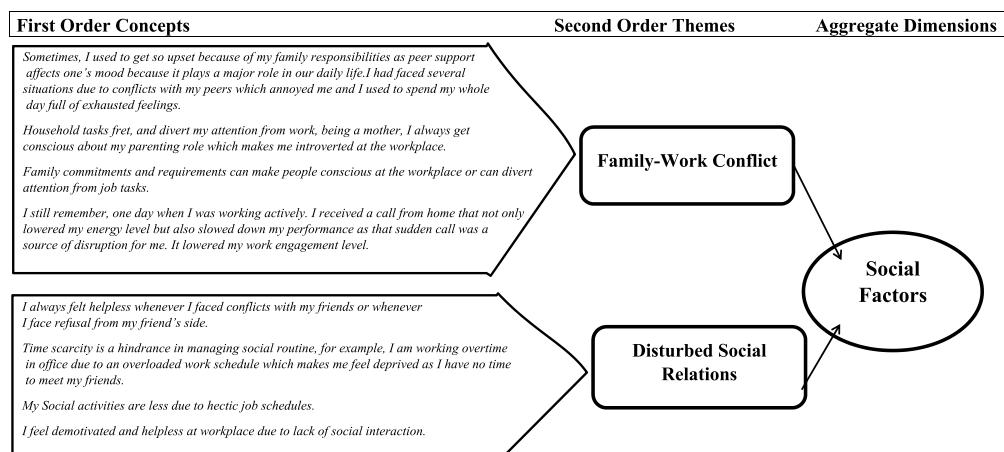 First Order Concepts Second Order Themes Aggregate Dimensions
Sometimes, I used to get so upset because of my family responsibilities as peer support
affects one's mood because it plays a major role in our daily life.I had faced several
situations due to conflicts with my peers which annoyed me and I used to spend my whole
day full of exhausted feelings.
Household tasks fret, and divert my attention from work, being a mother, I always get
conscious about my parenting role which makes me introverted at the workplace.
Family commitments and requirements can make people conscious at the workplace or can divert
attention from job tasks.
I still remember, one day when I was working actively. I received a call from home that not only
lowered my energy level but also slowed down my performance as that sudden call was a
source of disruption for me. It lowered my work engagement level.
Family-Work Conflict
Social
Factors
I always felt helpless whenever I faced conflicts with my friends or whenever
I face refusal from my friend's side.
Time scarcity is a hindrance in managing social routine, for example, I am working overtime
in office due to an overloaded work schedule which makes me feel deprived as I have no time
to meet my friends.
My Social activities are less due to hectic job schedules.
I feel demotivated and helpless at workplace due to lack of social interaction.
Disturbed Social
Relations